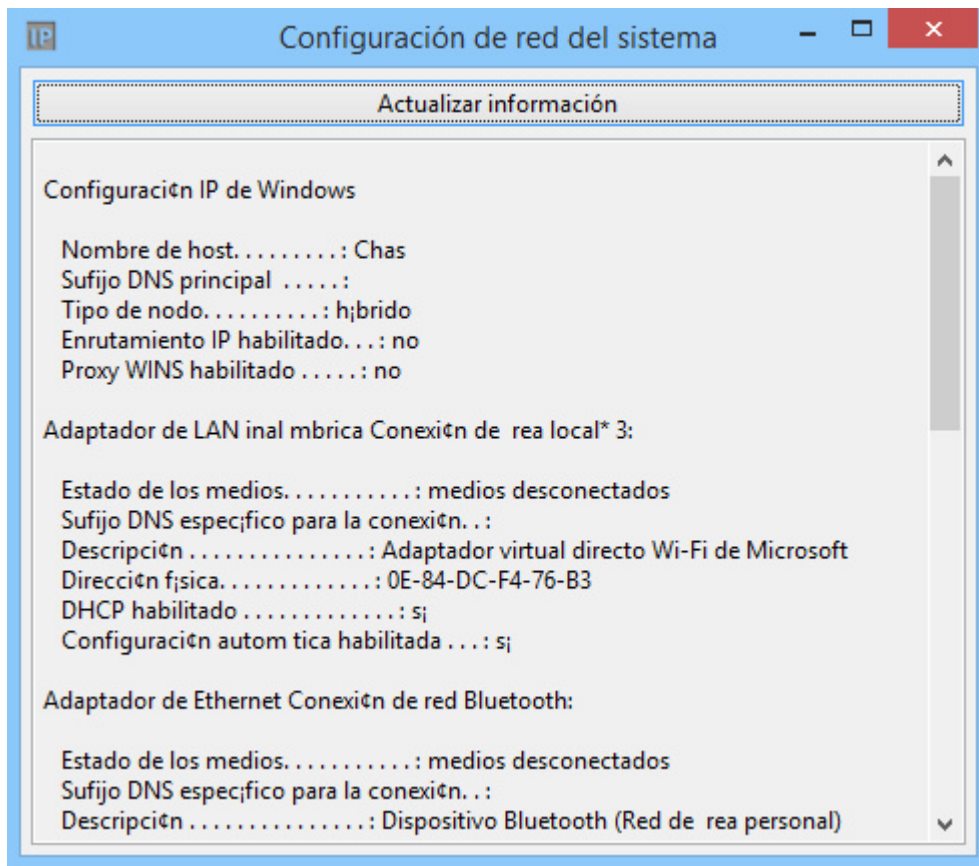 IP
Configuración de red del sistema
Actualizar información
Configuraci¢n IP de Windows
Nombre de host. . . . . . . . . : Chas
Sufijo DNS principal . . . . . :
Tipo de nodo. . . . . . . . . . : h¡brido
Enrutamiento IP habilitado. . . : no
Proxy WINS habilitado . . . . . : no
Adaptador de LAN inal mbrica Conexi¢n de  rea local* 3:
Estado de los medios. . . . . . . . . . . : medios desconectados
Sufijo DNS espec¡fico para la conexi¢n. . :
Descripci¢n . . . . . . . . . . . . . . . : Adaptador virtual directo Wi-Fi de Microsoft
Direcci¢n f¡sica. . . . . . . . . . . . . : 0E-84-DC-F4-76-B3
DHCP habilitado . . . . . . . . . . . . . : s¡
Configuraci¢n autom tica habilitada . . . : s¡
Adaptador de Ethernet Conexi¢n de red Bluetooth:
Estado de los medios. . . . . . . . . . . : medios desconectados
Sufijo DNS espec¡fico para la conexi¢n. . :
Descripci¢n . . . . . . . . . . . . . . . : Dispositivo Bluetooth (Red de  rea personal)